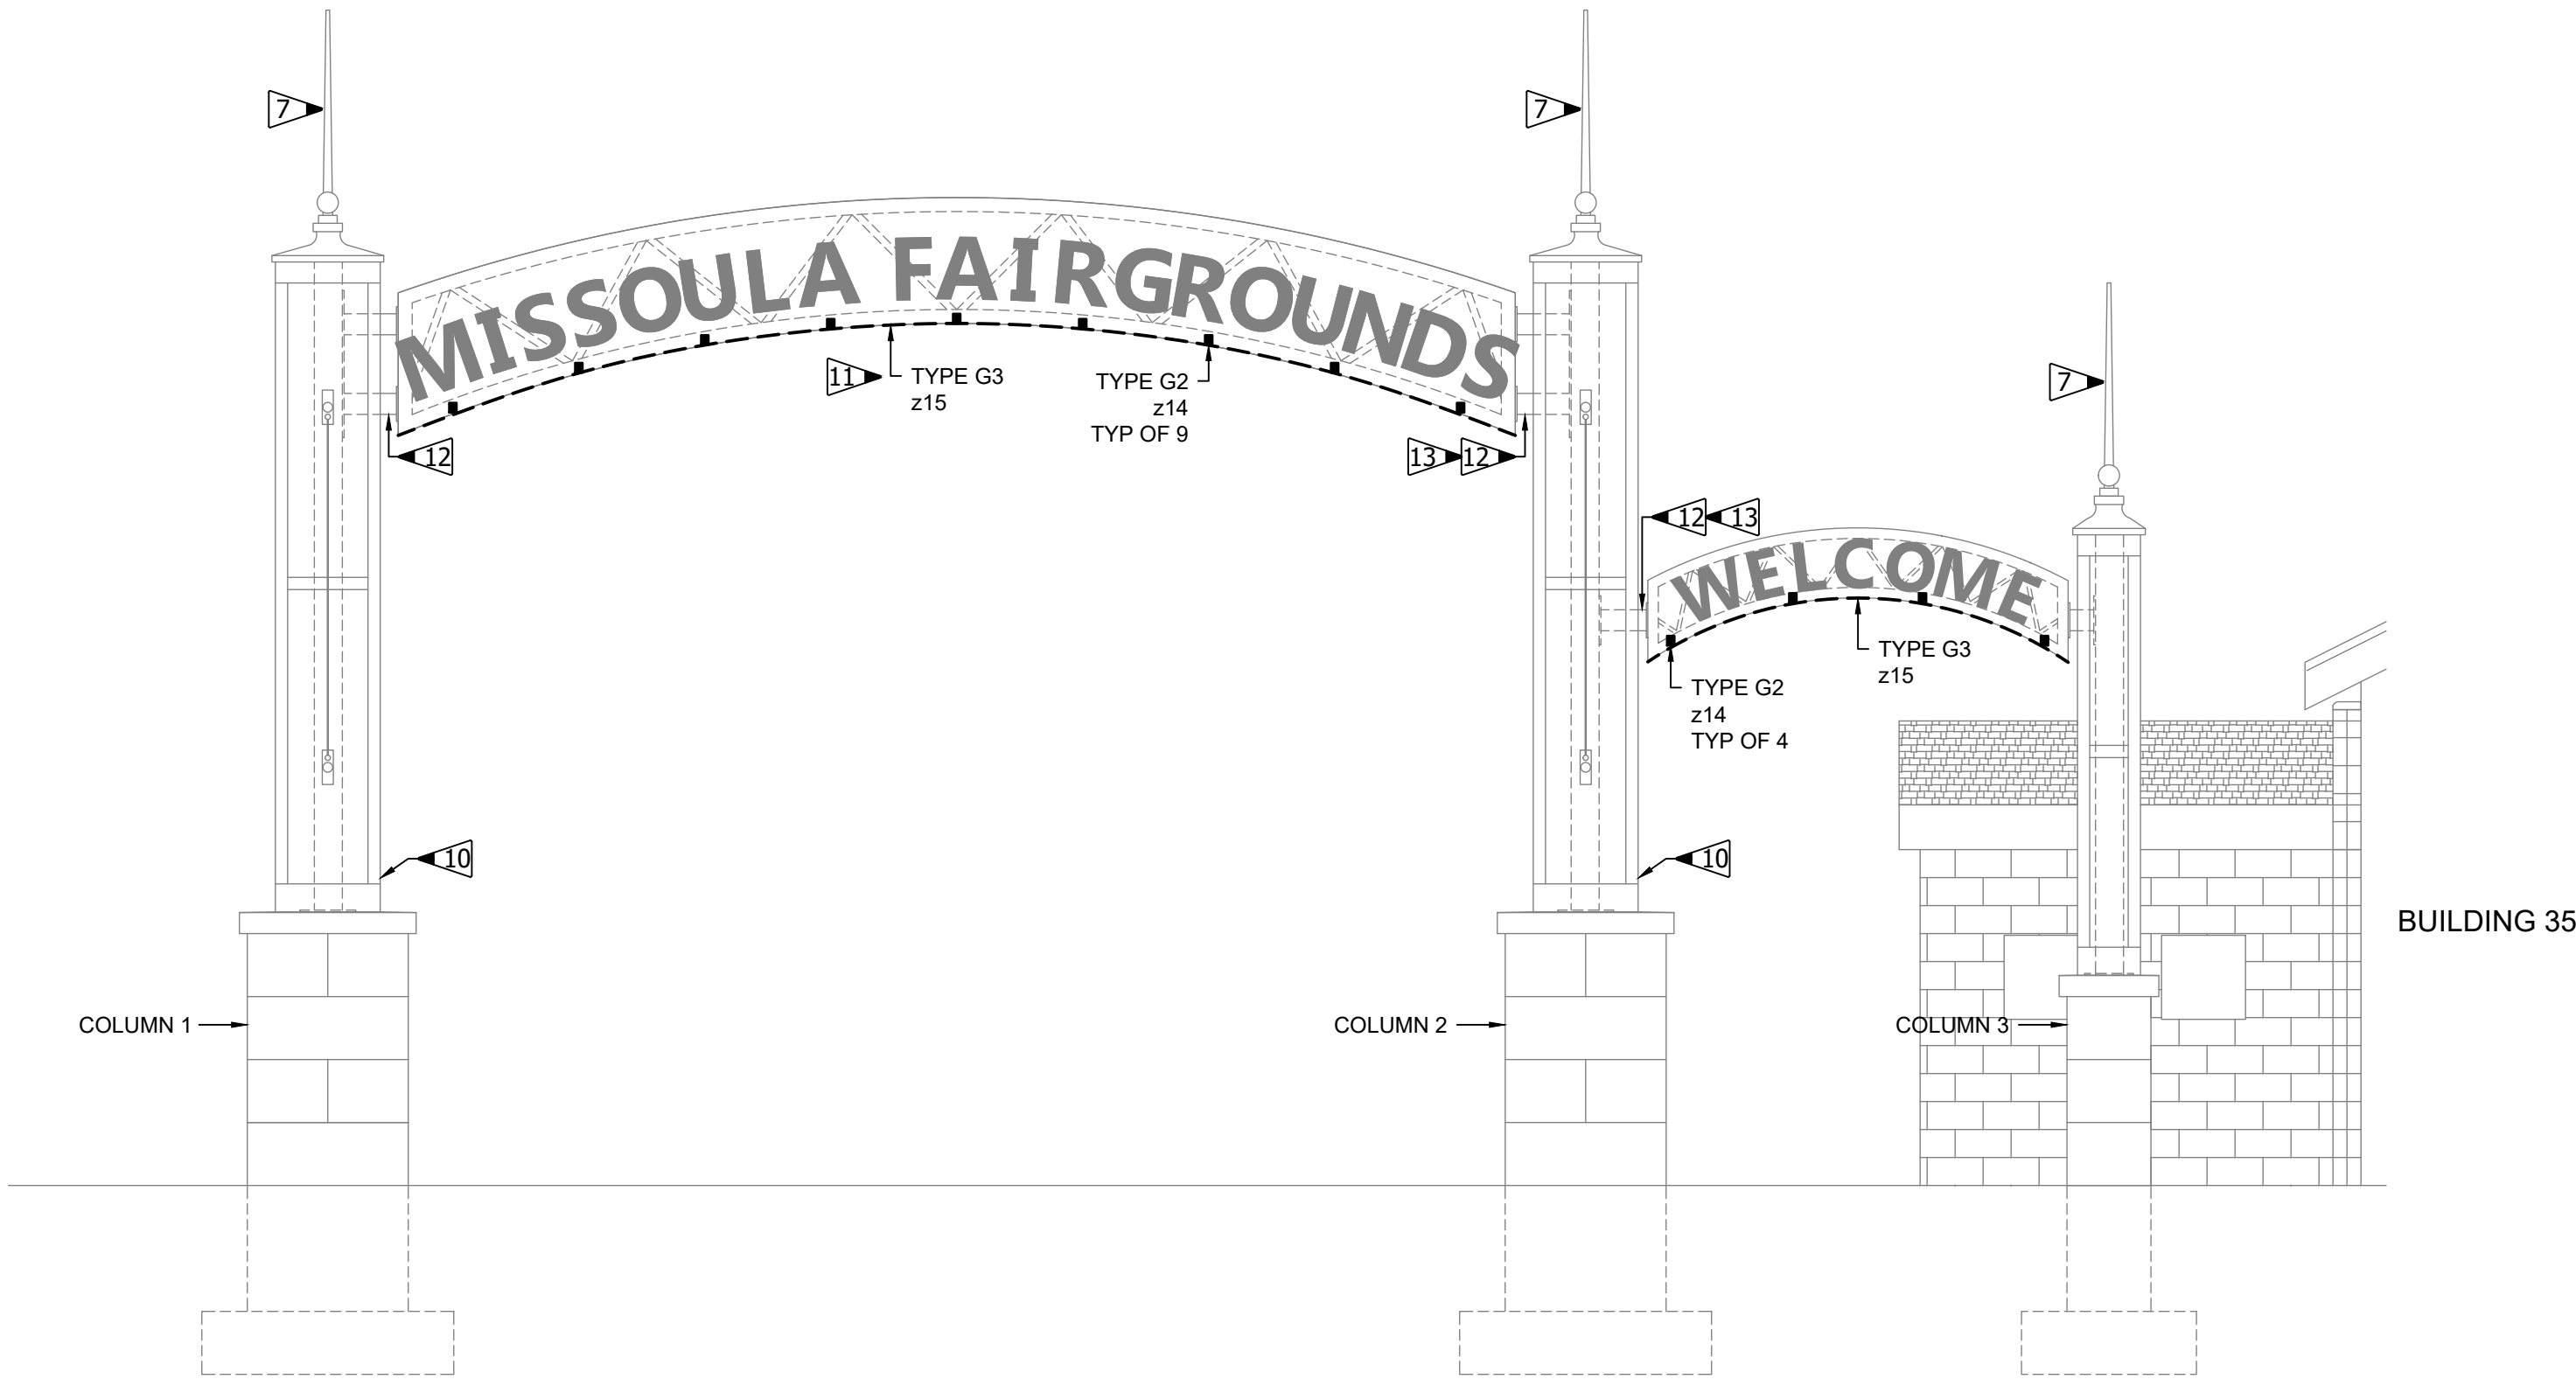 7
7
MISSOULA FAIRGROUNDS
7
11
TYPE G3
z15
TYPE G2
z14
TYP OF 9
12
13 12
12 13
WELCOME
TYPE G3
z15
TYPE G2
z14
TYP OF 4
10
10
BUILDING 35
COLUMN 1
COLUMN 2
COLUMN 3